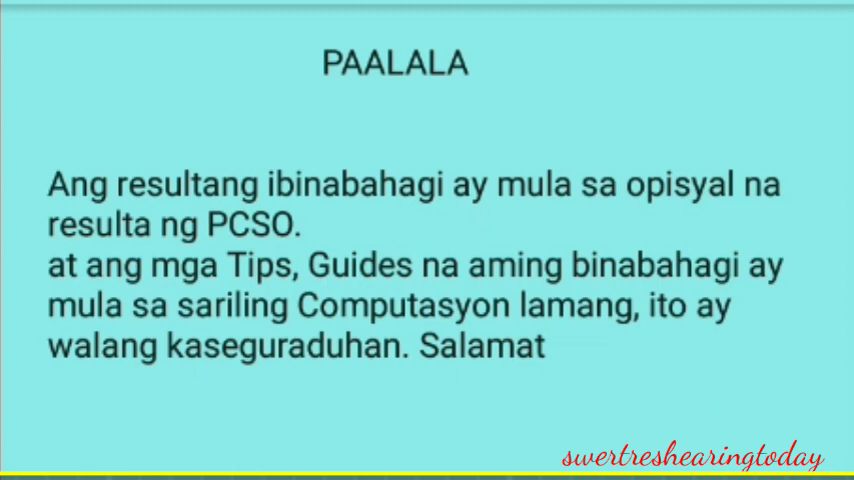 PAALALA
Ang resultang ibinabahagi ay mula sa opisyal na
resulta ng PCSO.
at ang mga Tips, Guides na aming binabahagi ay
mula sa sariling Computasyon lamang, ito ay
walang kaseguraduhan. Salamat
swertreshearingtoday